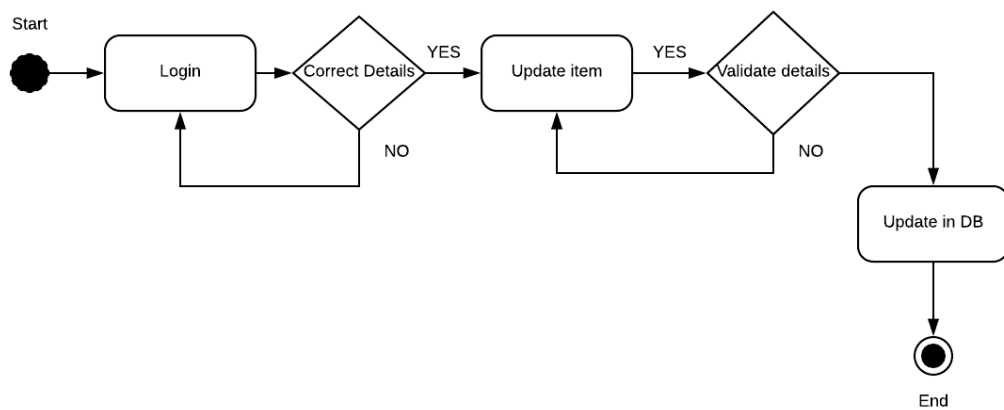 Start
Login
Correct Details
YES
Update item
YES
Validate details
NO
NO
Update in DB
End